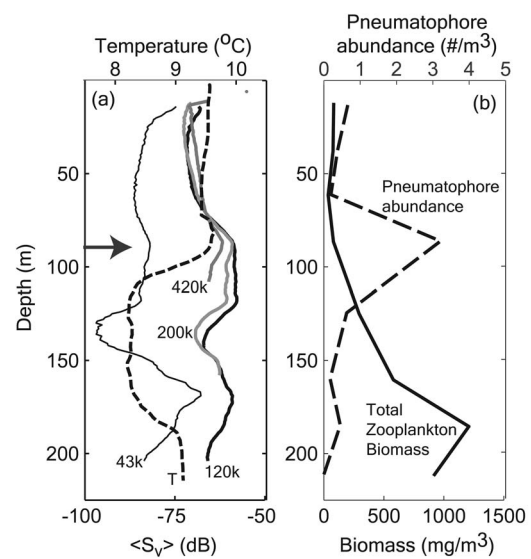 Temperature (°C)
8 9 10
Pneumatophore
abundance (#/m³)
0 1 2 3 4 5
(a)
(b)
50
100
150
200
Depth (m)
420k
200k
43k
T
120k
-100 -75 -50
<S_v> (dB)
50
100
150
200
Pneumatophore
abundance
Total
Zooplankton
Biomass
0 500 1000 1500
Biomass (mg/m³)